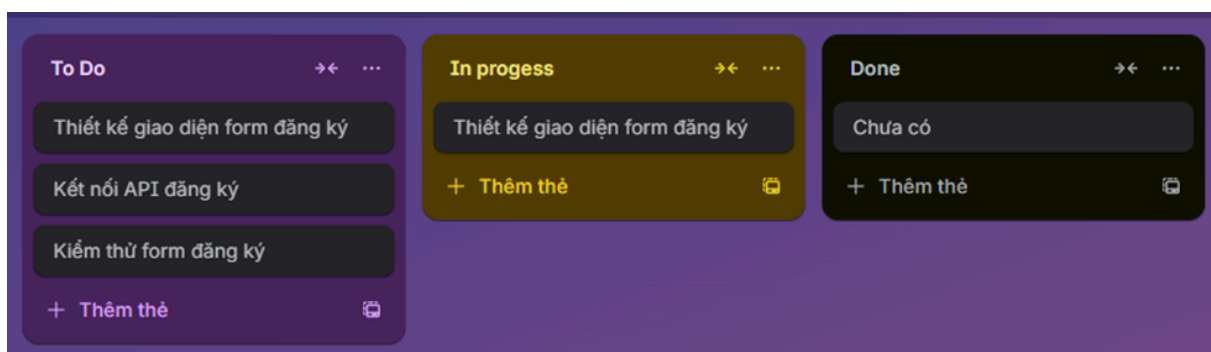 To Do
Thiết kế giao diện form đăng ký
Kết nối API đăng ký
Kiểm thử form đăng ký
+ Thêm thẻ
In progess
Thiết kế giao diện form đăng ký
+ Thêm thẻ
Done
Chưa có
+ Thêm thẻ